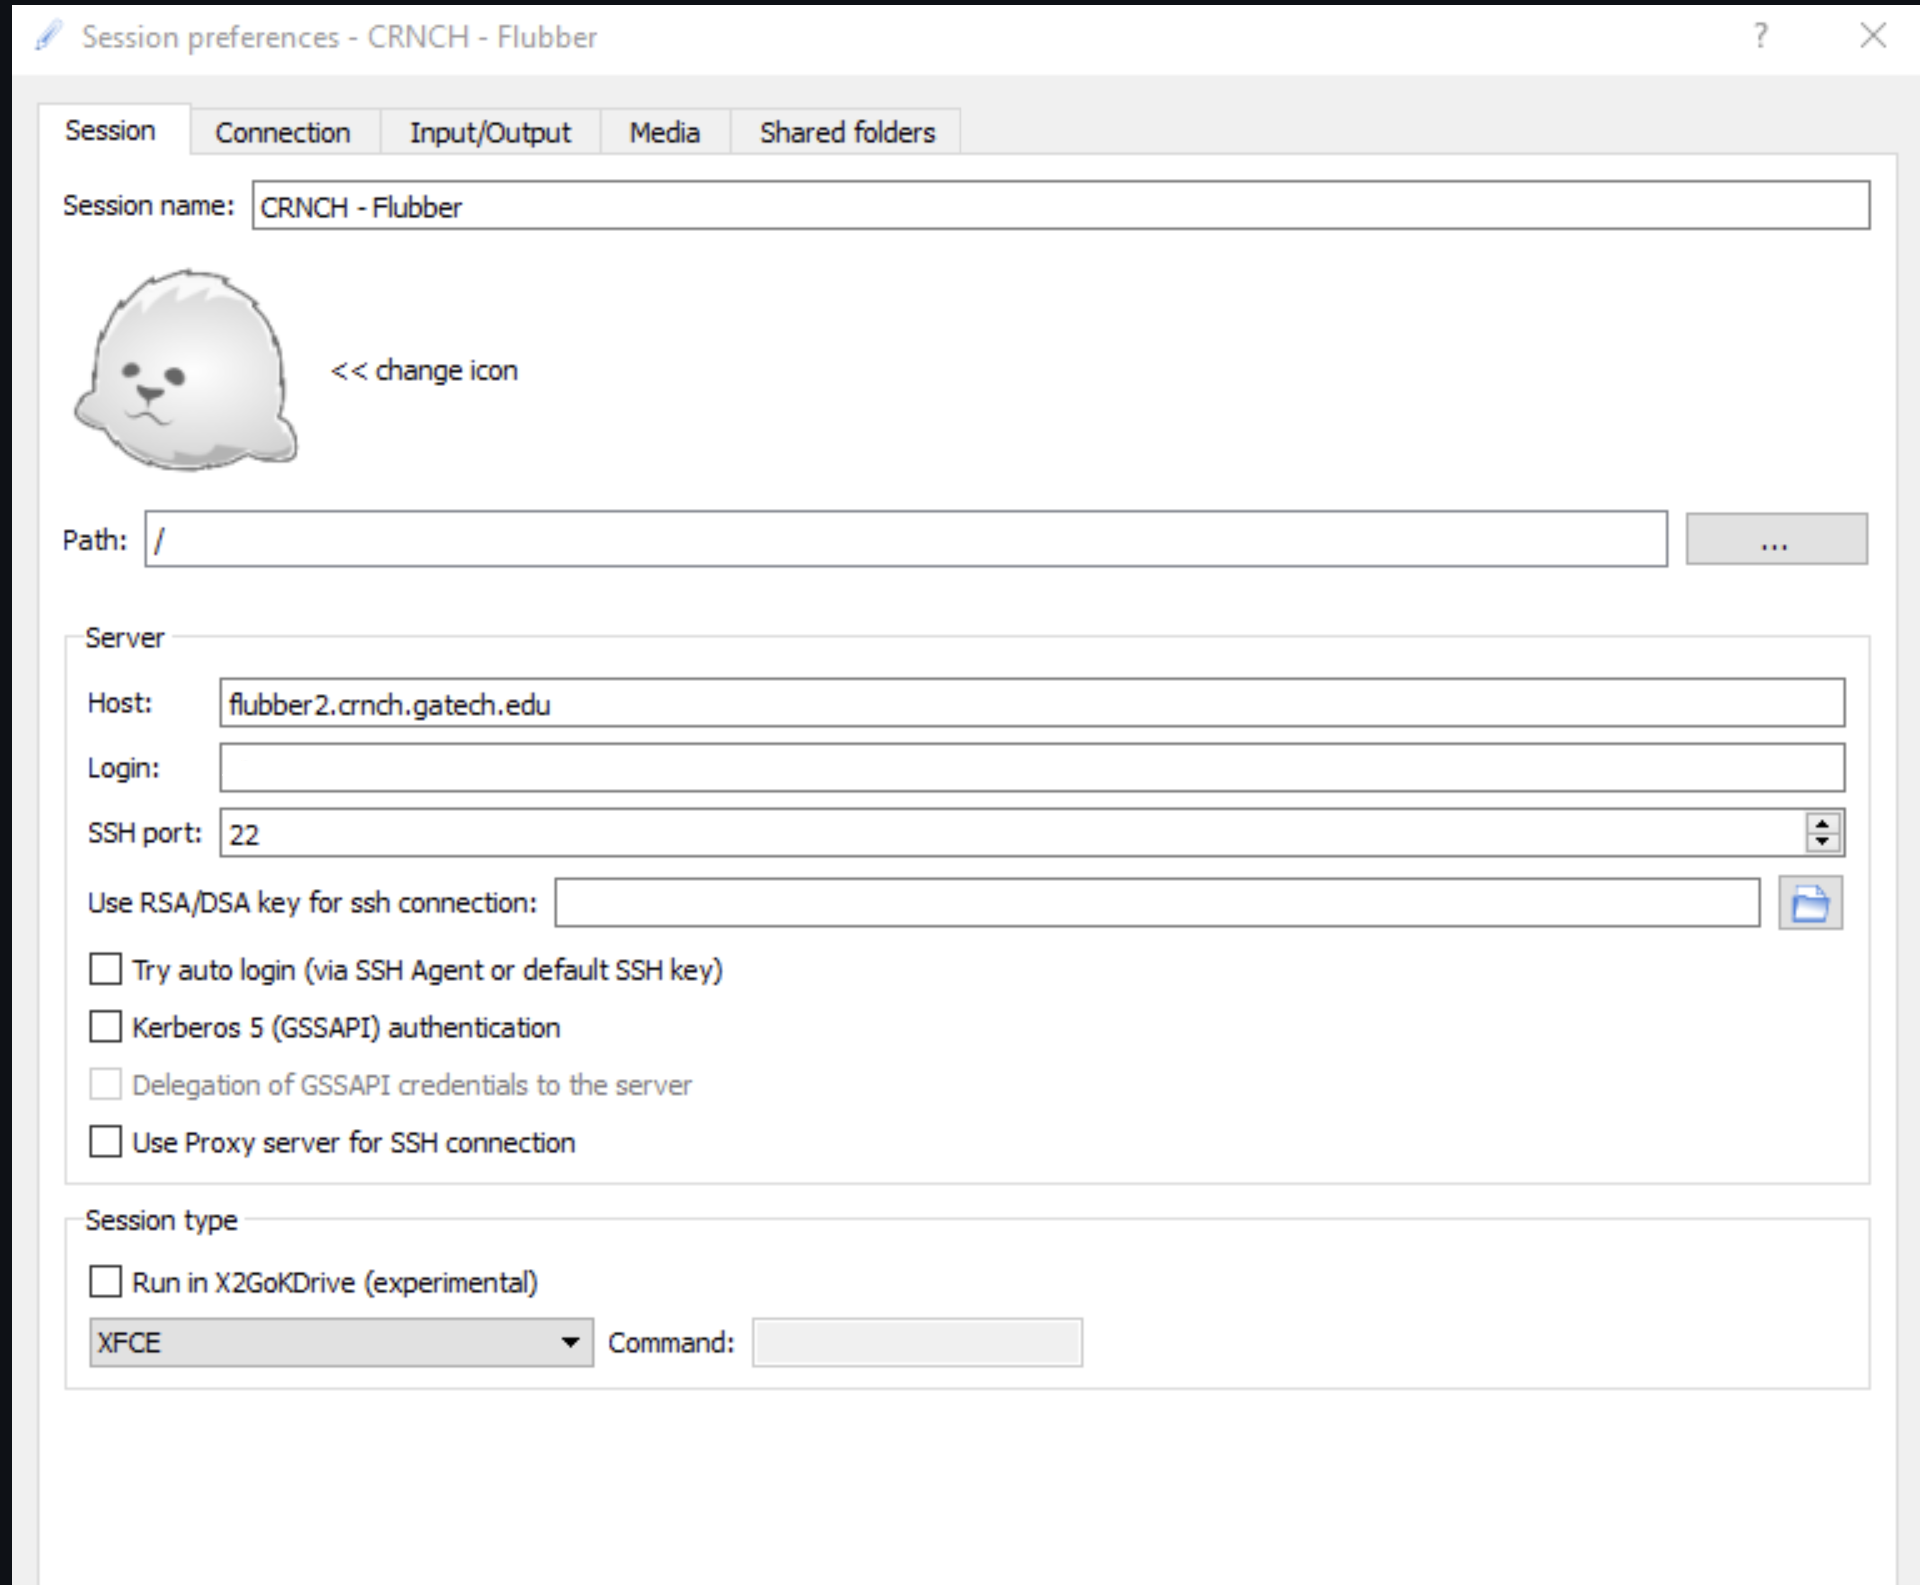 Session preferences - CRNCH - Flubber ?
Session Connection Input/Output Media Shared folders
Session name: CRNCH - Flubber
<< change icon
Path: / ...
Server
Host: flubber2.crnch.gatech.edu
Login:
SSH port: 22
Use RSA/DSA key for ssh connection:
Try auto login (via SSH Agent or default SSH key)
Kerberos 5 (GSSAPI) authentication
Delegation of GSSAPI credentials to the server
Use Proxy server for SSH connection
Session type
Run in X2GoKDrive (experimental)
XFCE Command: